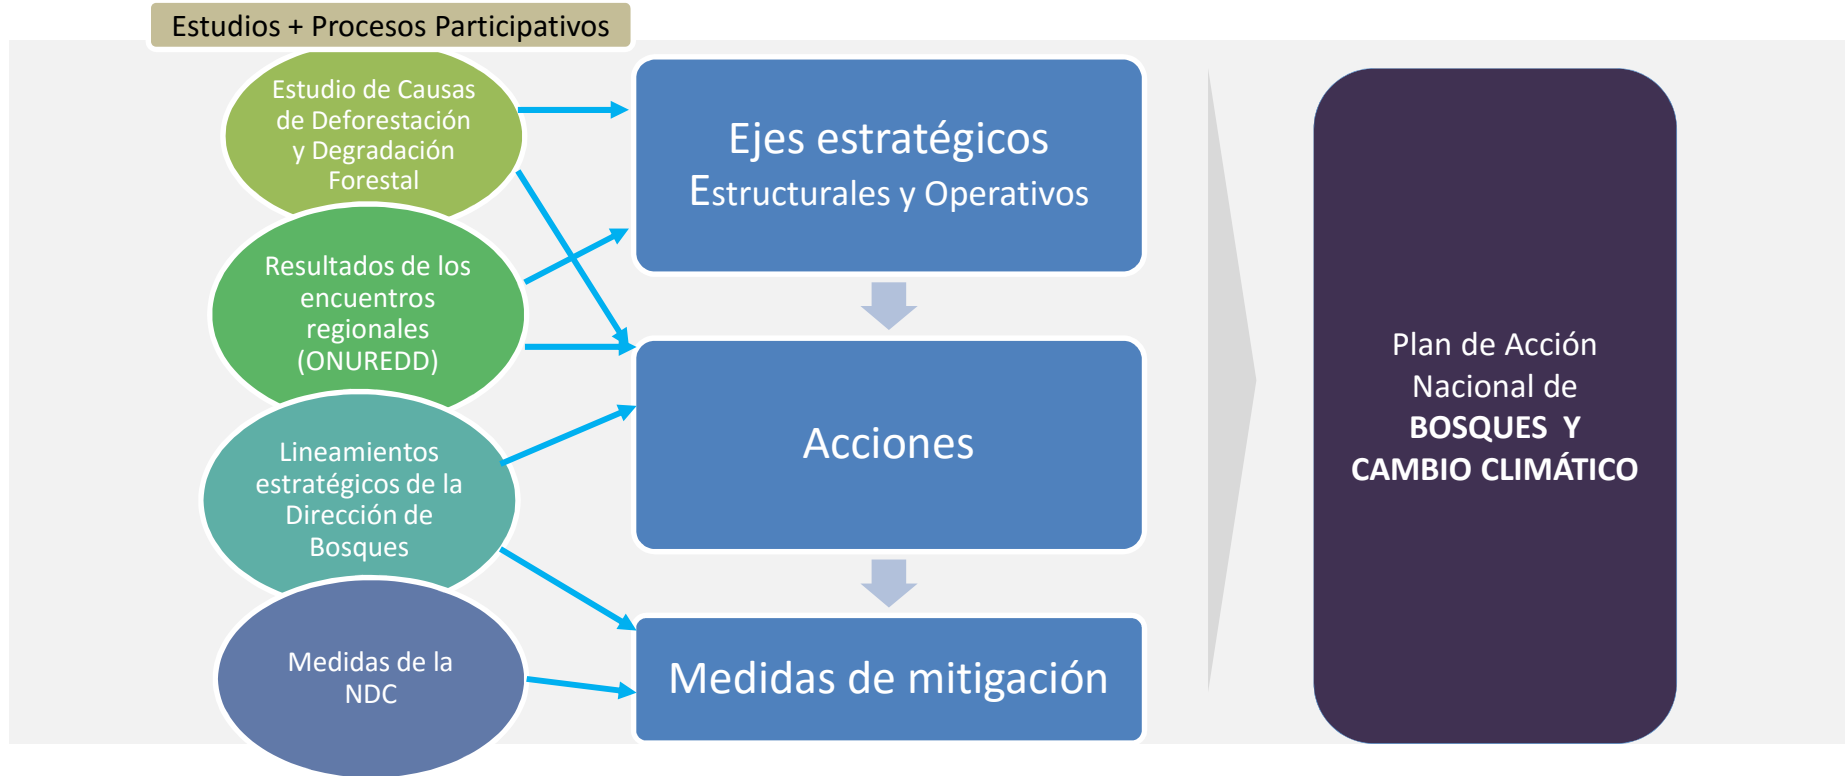 Estudios + Procesos Participativos
Estudio de Causas
de Deforestación
y Degradación
Forestal
Resultados de los
encuentros
regionales
(ONUREDD)
Lineamientos
estratégicos de la
Dirección de
Bosques
Medidas de la
NDC
Ejes estratégicos
Estructurales y Operativos
Acciones
Medidas de mitigación
Plan de Acción
Nacional de
BOSQUES Y
CAMBIO CLIMÁTICO